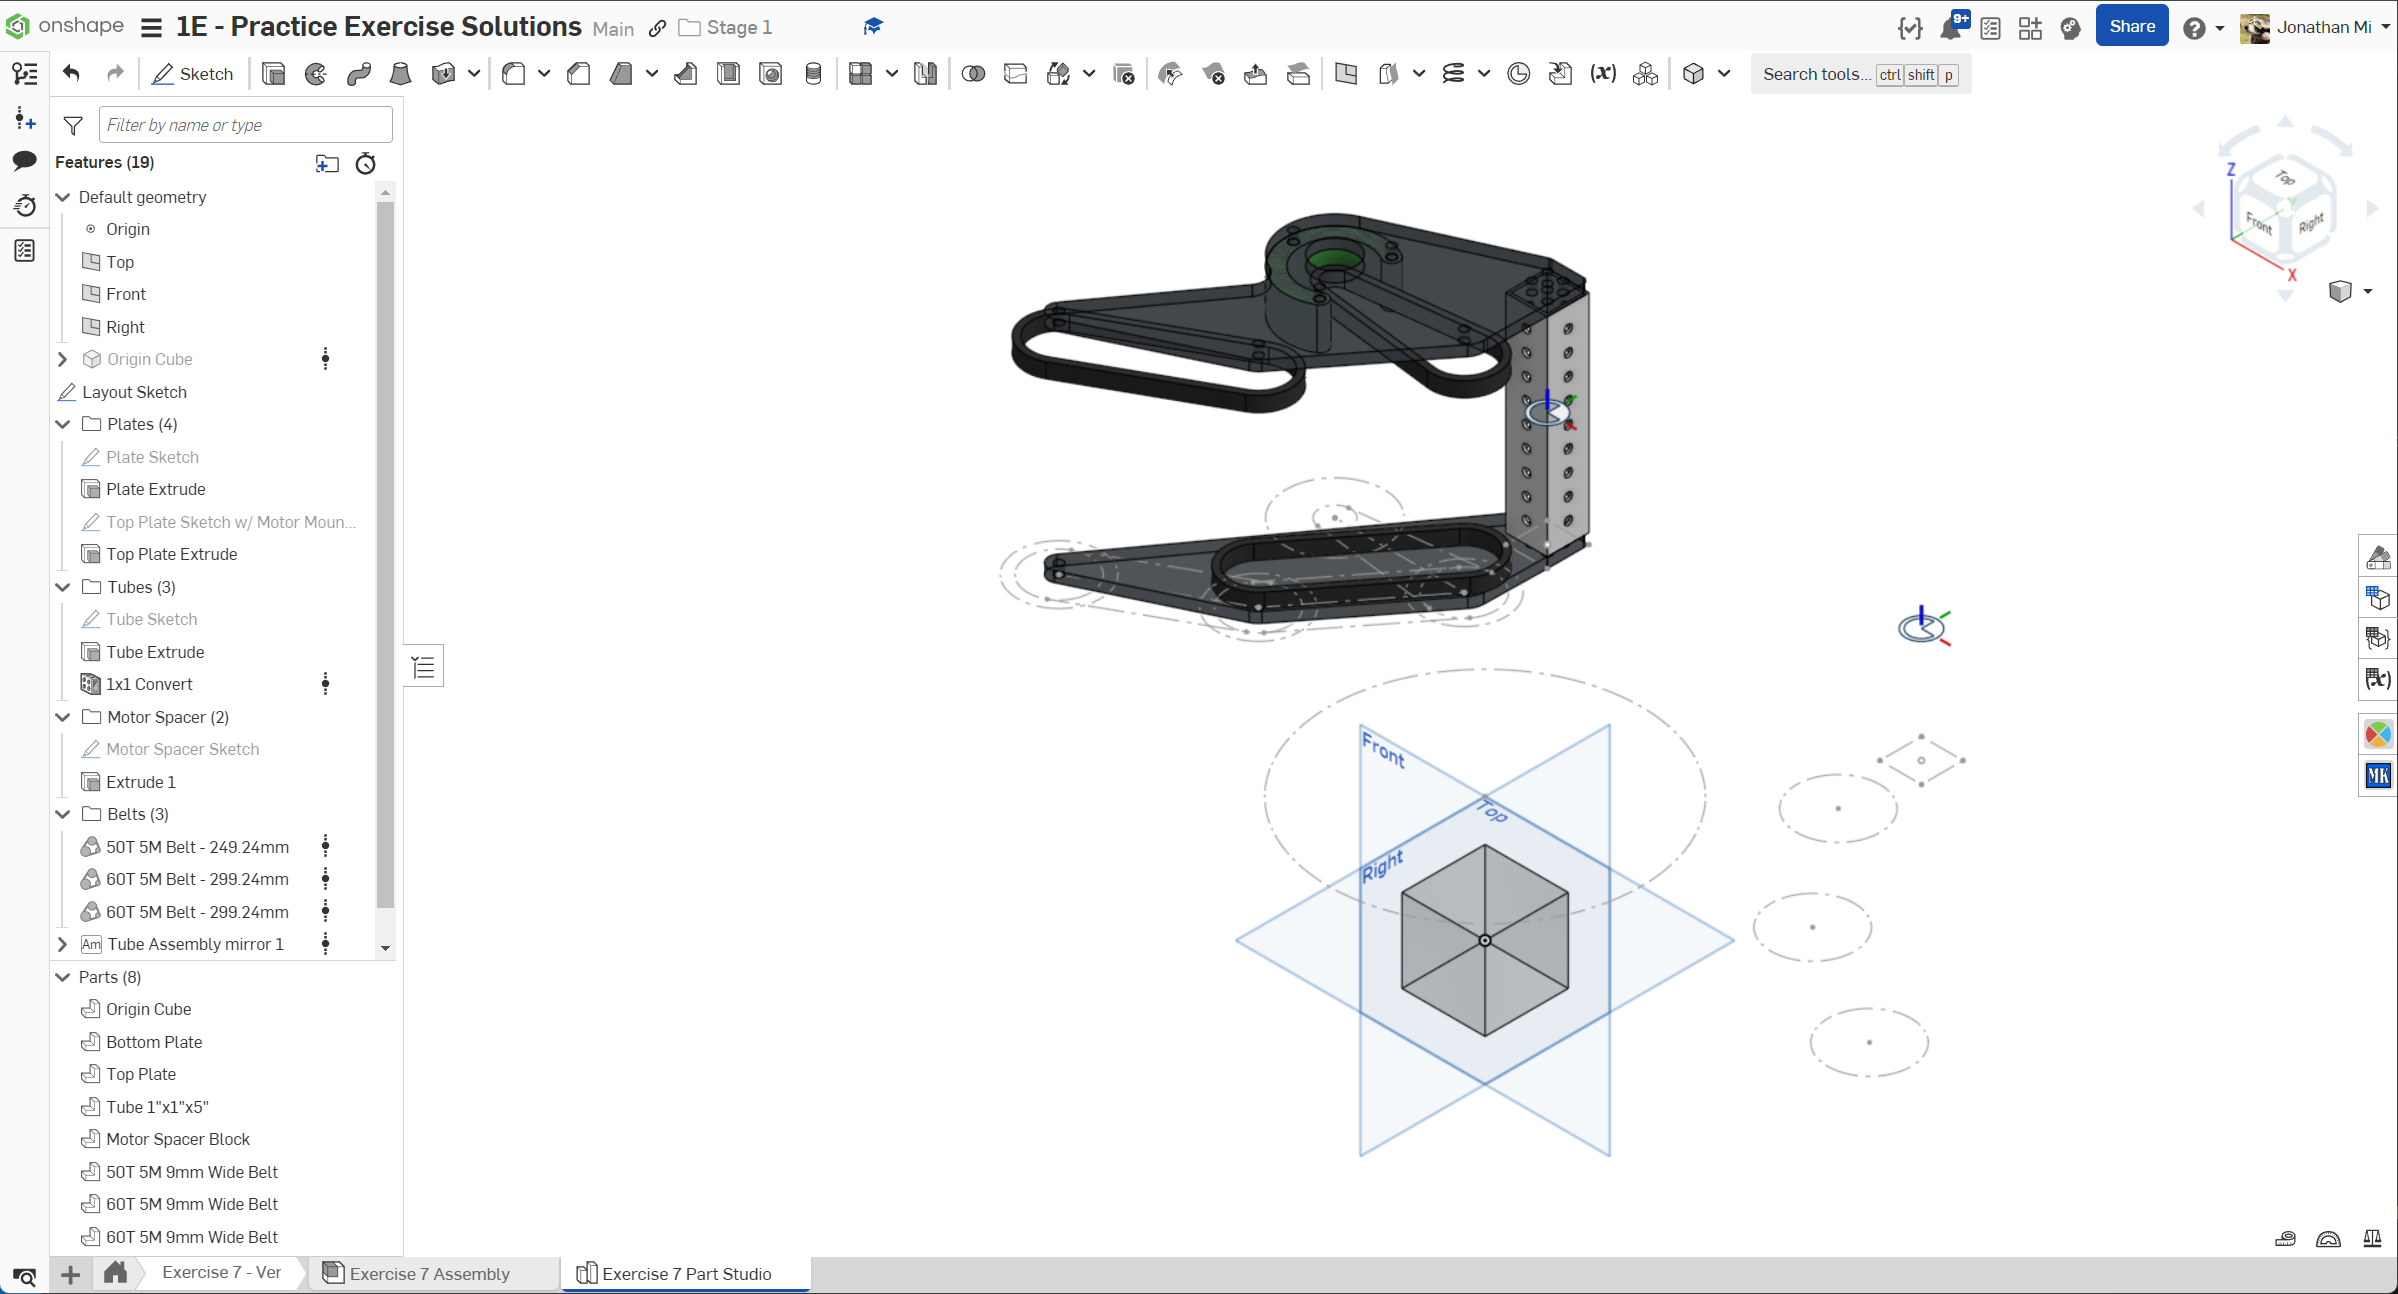 onshape
1E - Practice Exercise Solutions Main Stage 1
9+
Share
Jonathan Mi
Sketch
(x)
Search tools... ctrl shift p
Filter by name or type
Features (19)
Default geometry
Origin
Top
Front
Right
Origin Cube
Layout Sketch
Plates (4)
Plate Sketch
Plate Extrude
Top Plate Sketch w/ Motor Moun...
Top Plate Extrude
Tubes (3)
Tube Sketch
Tube Extrude
1x1 Convert
Motor Spacer (2)
Motor Spacer Sketch
Extrude 1
Belts (3)
50T 5M Belt - 249.24mm
60T 5M Belt - 299.24mm
60T 5M Belt - 299.24mm
Am Tube Assembly mirror 1
Parts (8)
Origin Cube
Bottom Plate
Top Plate
Tube 1"x1"x5"
Motor Spacer Block
50T 5M 9mm Wide Belt
60T 5M 9mm Wide Belt
60T 5M 9mm Wide Belt
Front
Top
Right
Z
Top
Y
Front
Right
X
(x)
MK
Exercise 7 - Ver
Exercise 7 Assembly
Exercise 7 Part Studio